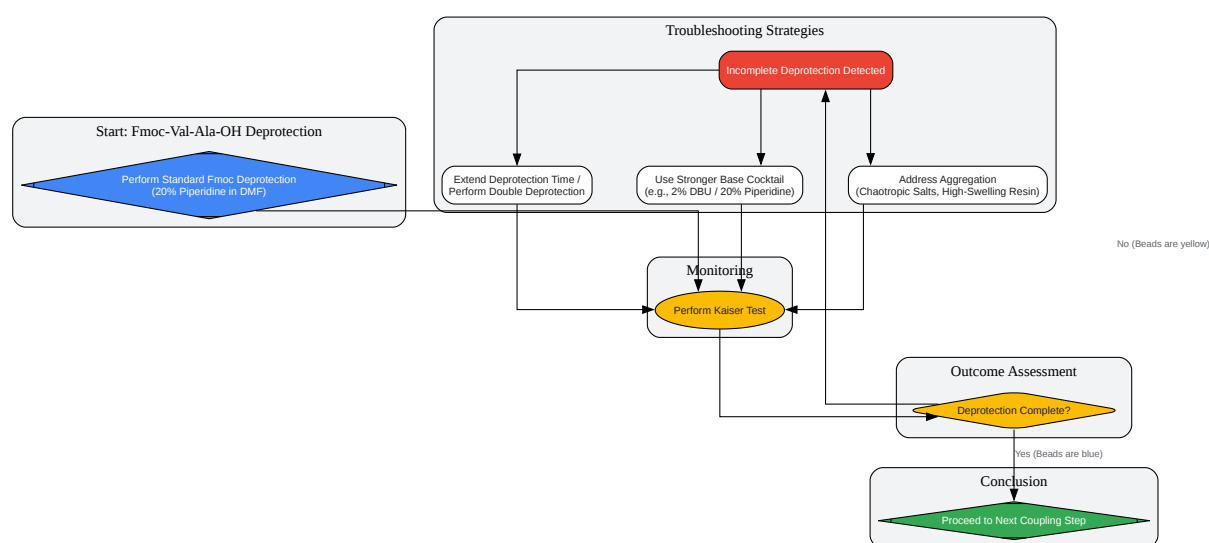 Troubleshooting Strategies
Incomplete Deprotection Detected
Start: Fmoc-Val-Ala-OH Deprotection
Perform Standard Fmoc Deprotection
(20% Piperidine in DMF)
Extend Deprotection Time /
Perform Double Deprotection
Use Stronger Base Cocktail
(e.g., 2% DBU / 20% Piperidine)
Address Aggregation
(Chaotropic Salts, High-Swelling Resin)
No (Beads are yellow)
Monitoring
Perform Kaiser Test
Outcome Assessment
Deprotection Complete?
Yes (Beads are blue)
Conclusion
Proceed to Next Coupling Step